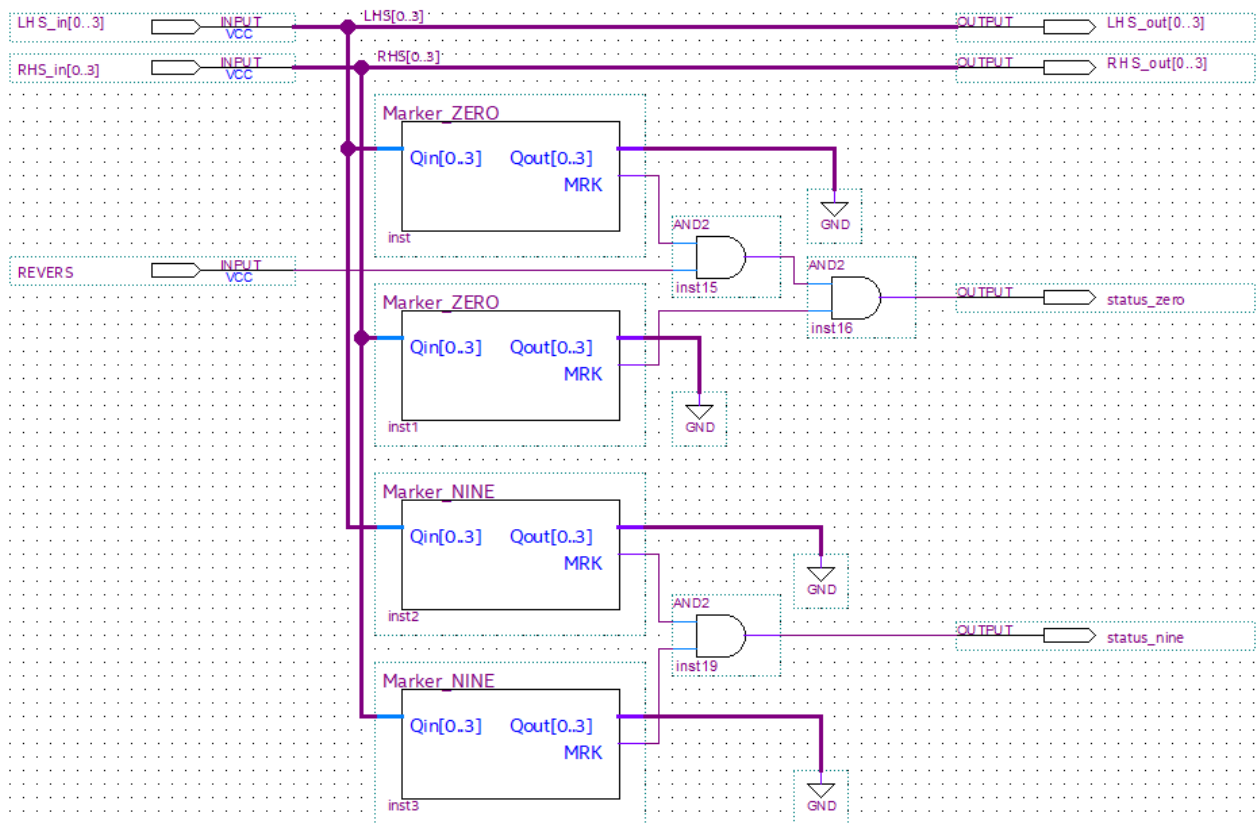 LHS_in[0..3]
INPUT
VCC
LHS[0..3]
OUTPUT
LHS_out[0..3]
RHS_in[0..3]
INPUT
VCC
RHS[0..3]
OUTPUT
RHS_out[0..3]
Marker_ZERO
Qin[0..3] Qout[0..3]
MRK
inst
GND
AND2
inst15
REVERS
INPUT
VCC
AND2
inst16
OUTPUT
status_zero
Marker_ZERO
Qin[0..3] Qout[0..3]
MRK
inst1
GND
Marker_NINE
Qin[0..3] Qout[0..3]
MRK
inst2
GND
AND2
inst19
OUTPUT
status_nine
Marker_NINE
Qin[0..3] Qout[0..3]
MRK
inst3
GND